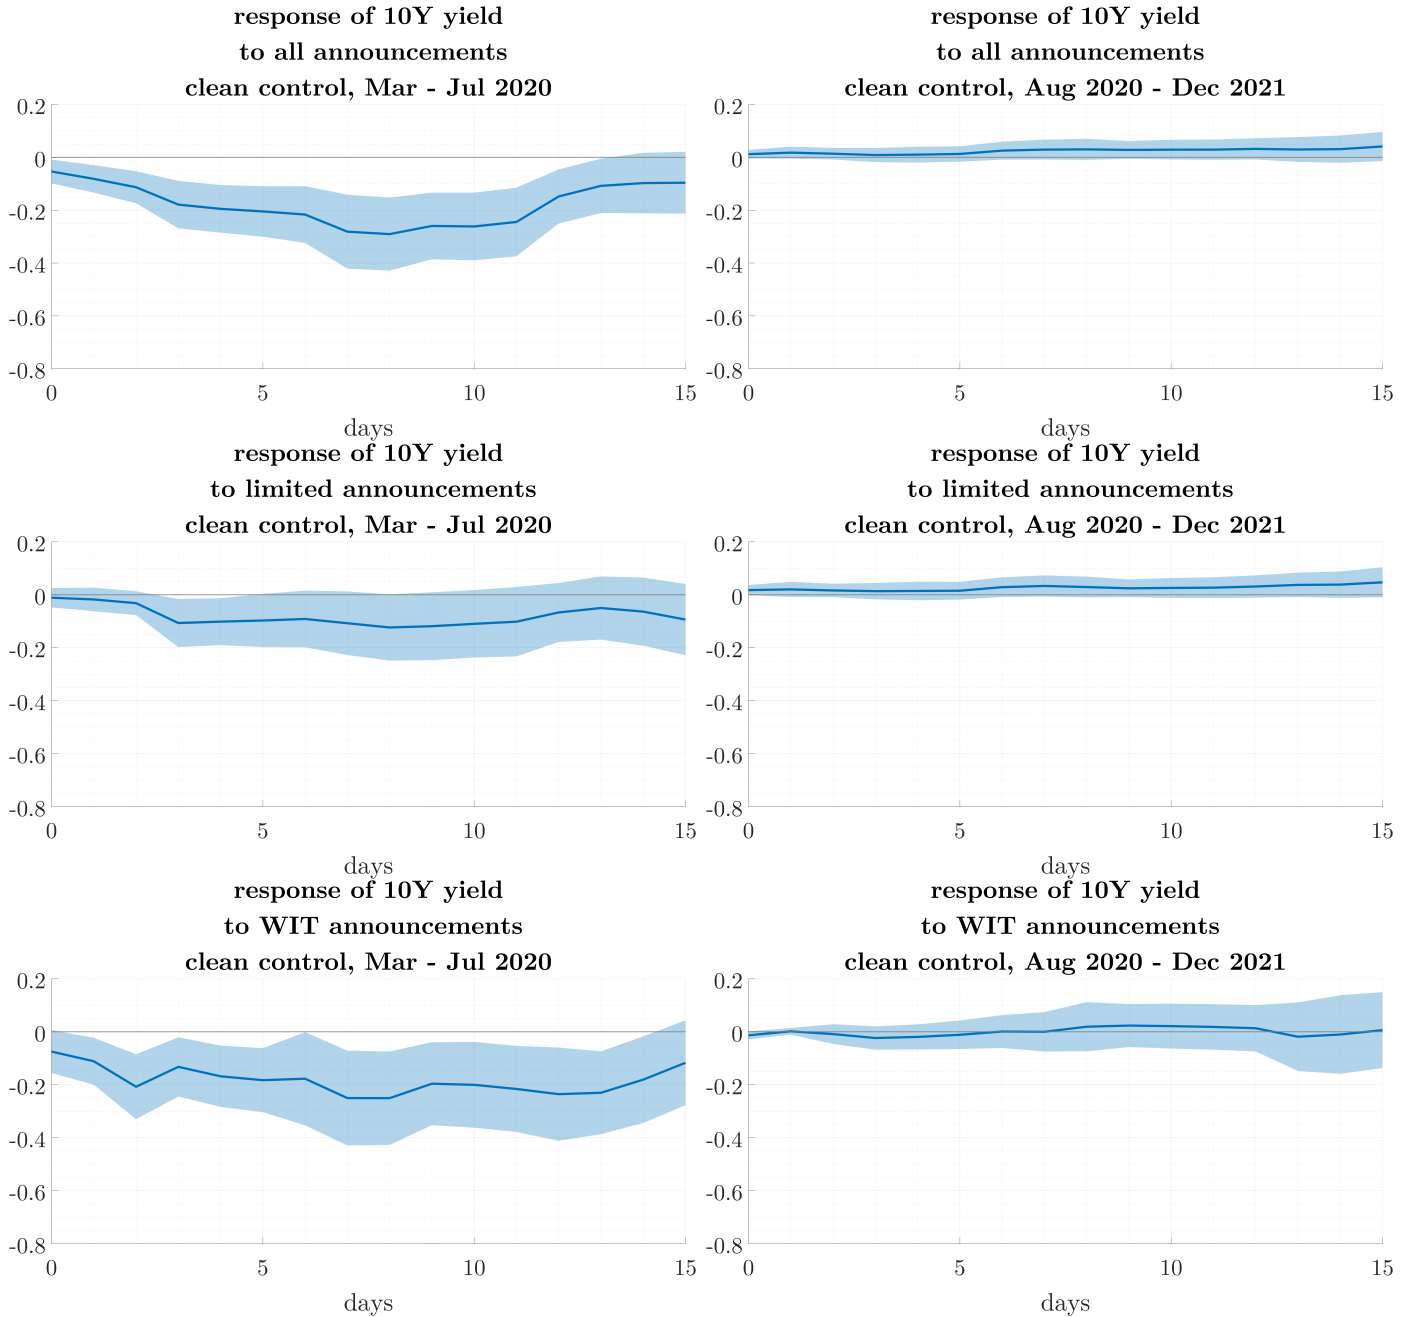 response of 10Y yield
to all announcements
clean control, Mar - Jul 2020
0.2
0
-0.2
-0.4
-0.6
-0.8
0
5
10
15
days
response of 10Y yield
to all announcements
clean control, Aug 2020 - Dec 2021
0.2
0
-0.2
-0.4
-0.6
-0.8
0
5
10
15
days
response of 10Y yield
to limited announcements
clean control, Mar - Jul 2020
0.2
0
-0.2
-0.4
-0.6
-0.8
0
5
10
15
days
response of 10Y yield
to limited announcements
clean control, Aug 2020 - Dec 2021
0.2
0
-0.2
-0.4
-0.6
-0.8
0
5
10
15
days
response of 10Y yield
to WIT announcements
clean control, Mar - Jul 2020
0.2
0
-0.2
-0.4
-0.6
-0.8
0
5
10
15
days
response of 10Y yield
to WIT announcements
clean control, Aug 2020 - Dec 2021
0.2
0
-0.2
-0.4
-0.6
-0.8
0
5
10
15
days